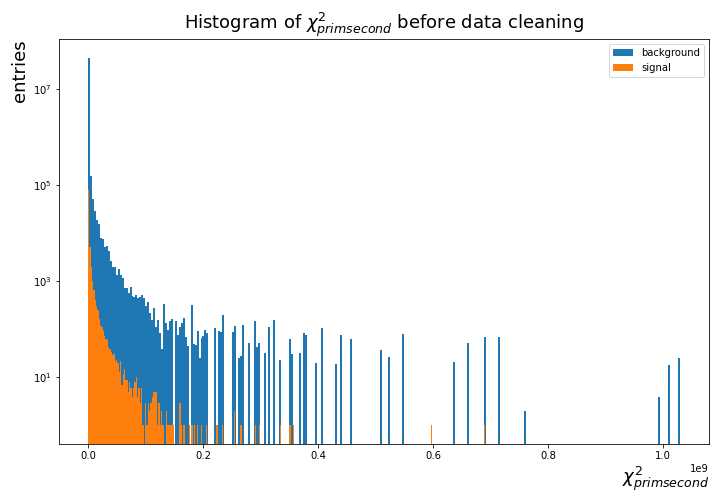 Histogram of χ²primsecond before data cleaning
entries
background
signal
10⁷
10⁵
10³
10¹
0.0 0.2 0.4 0.6 0.8 1.0
1e9
χ²primsecond